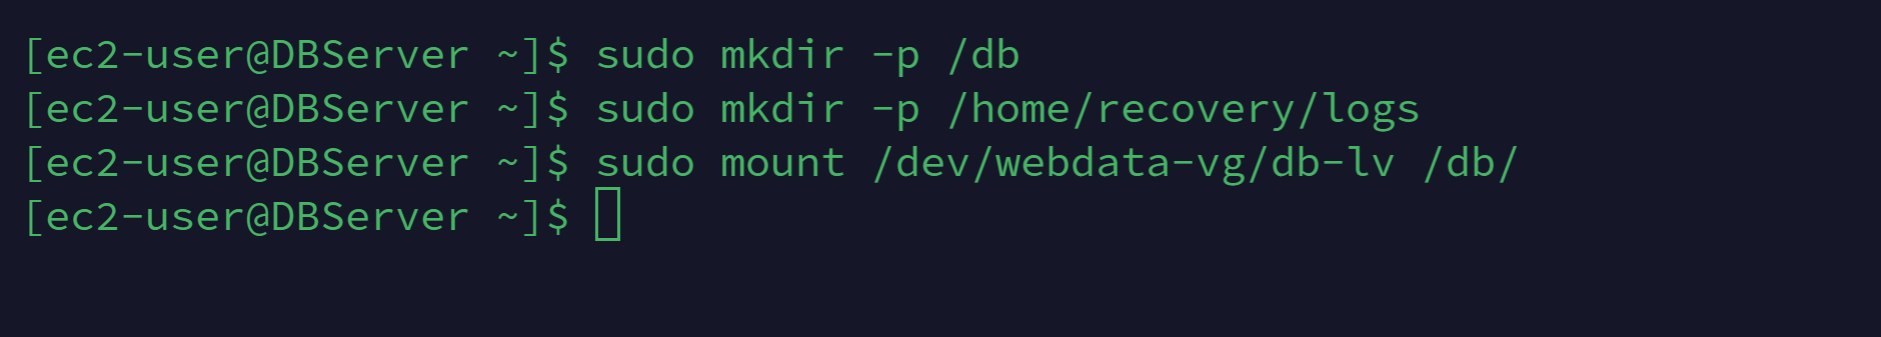 [ec2-user@DBServer ~]$ sudo mkdir -p /db
[ec2-user@DBServer ~]$ sudo mkdir -p /home/recovery/logs
[ec2-user@DBServer ~]$ sudo mount /dev/webdata-vg/db-lv /db/
[ec2-user@DBServer ~]$